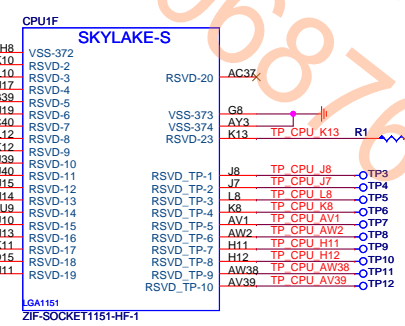 CPU1F
SKYLAKE-S
VSS-372
RSVD-2
RSVD-3
RSVD-4
RSVD-5
RSVD-6
RSVD-7
RSVD-8
RSVD-9
RSVD-10
RSVD-11
RSVD-12
RSVD-13
RSVD-14
RSVD-15
RSVD-16
RSVD-17
RSVD-18
RSVD-19
RSVD-20 AC37
VSS-373 G8
VSS-374 AY3
RSVD-23 K13 TP_CPU_K13 R1
RSVD_TP-1 J8 TP_CPU_J8 TP3
RSVD_TP-2 J7 TP_CPU_J7 TP4
RSVD_TP-3 L8 TP_CPU_L8 TP5
RSVD_TP-4 K8 TP_CPU_K8 TP6
RSVD_TP-5 AV1 TP_CPU_AV1 TP7
RSVD_TP-6 AW2 TP_CPU_AW2 TP8
RSVD_TP-7 H11 TP_CPU_H11 TP9
RSVD_TP-8 H12 TP_CPU_H12 TP10
RSVD_TP-9 AW38 TP_CPU_AW38 TP11
RSVD_TP-10 AV39 TP_CPU_AV39 TP12
LGA1151
ZIF-SOCKET1151-HF-1